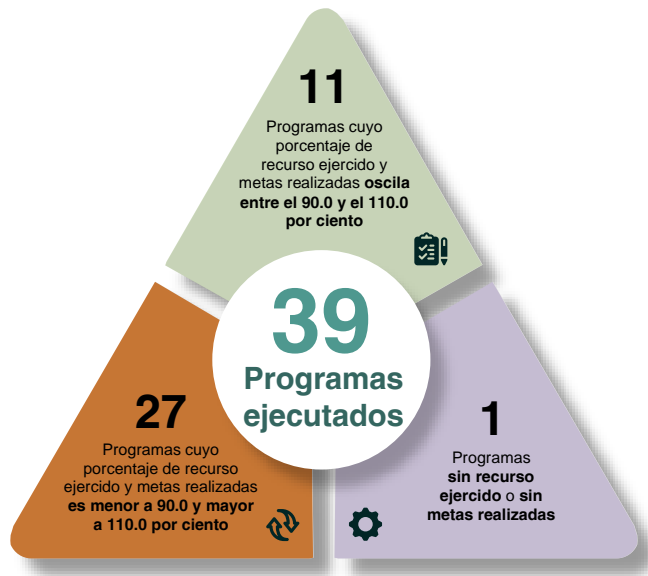 11
Programas cuyo
porcentaje de
recurso ejercido y
metas realizadas oscila
entre el 90.0 y el 110.0
por ciento
39
Programas
ejecutados
27
Programas cuyo
porcentaje de recurso
ejercido y metas realizadas
es menor a 90.0 y mayor
a 110.0 por ciento
1
Programas
sin recurso
ejercido o sin
metas realizadas